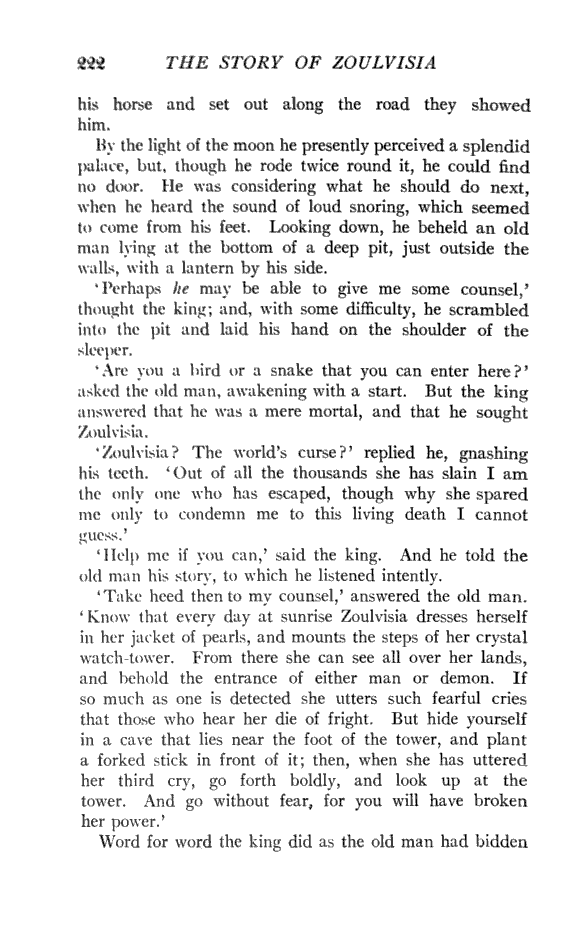 222 THE STORY OF ZOULVISIA
his horse and set out along the road they showed
him.
By the light of the moon he presently perceived a splendid
palace, but, though he rode twice round it, he could find
no door. He was considering what he should do next,
when he heard the sound of loud snoring, which seemed
to come from his feet. Looking down, he beheld an old
man lying at the bottom of a deep pit, just outside the
walls, with a lantern by his side.
‘Perhaps he may be able to give me some counsel,’
thought the king; and, with some difficulty, he scrambled
into the pit and laid his hand on the shoulder of the
sleeper.
‘Are you a bird or a snake that you can enter here?’
asked the old man, awakening with a start. But the king
answered that he was a mere mortal, and that he sought
Zoulvisia.
‘Zoulvisia? The world’s curse?’ replied he, gnashing
his teeth. ‘Out of all the thousands she has slain I am
the only one who has escaped, though why she spared
me only to condemn me to this living death I cannot
guess.’
‘Help me if you can,’ said the king. And he told the
old man his story, to which he listened intently.
‘Take heed then to my counsel,’ answered the old man.
‘Know that every day at sunrise Zoulvisia dresses herself
in her jacket of pearls, and mounts the steps of her crystal
watch-tower. From there she can see all over her lands,
and behold the entrance of either man or demon. If
so much as one is detected she utters such fearful cries
that those who hear her die of fright. But hide yourself
in a cave that lies near the foot of the tower, and plant
a forked stick in front of it; then, when she has uttered
her third cry, go forth boldly, and look up at the
tower. And go without fear, for you will have broken
her power.’
Word for word the king did as the old man had bidden